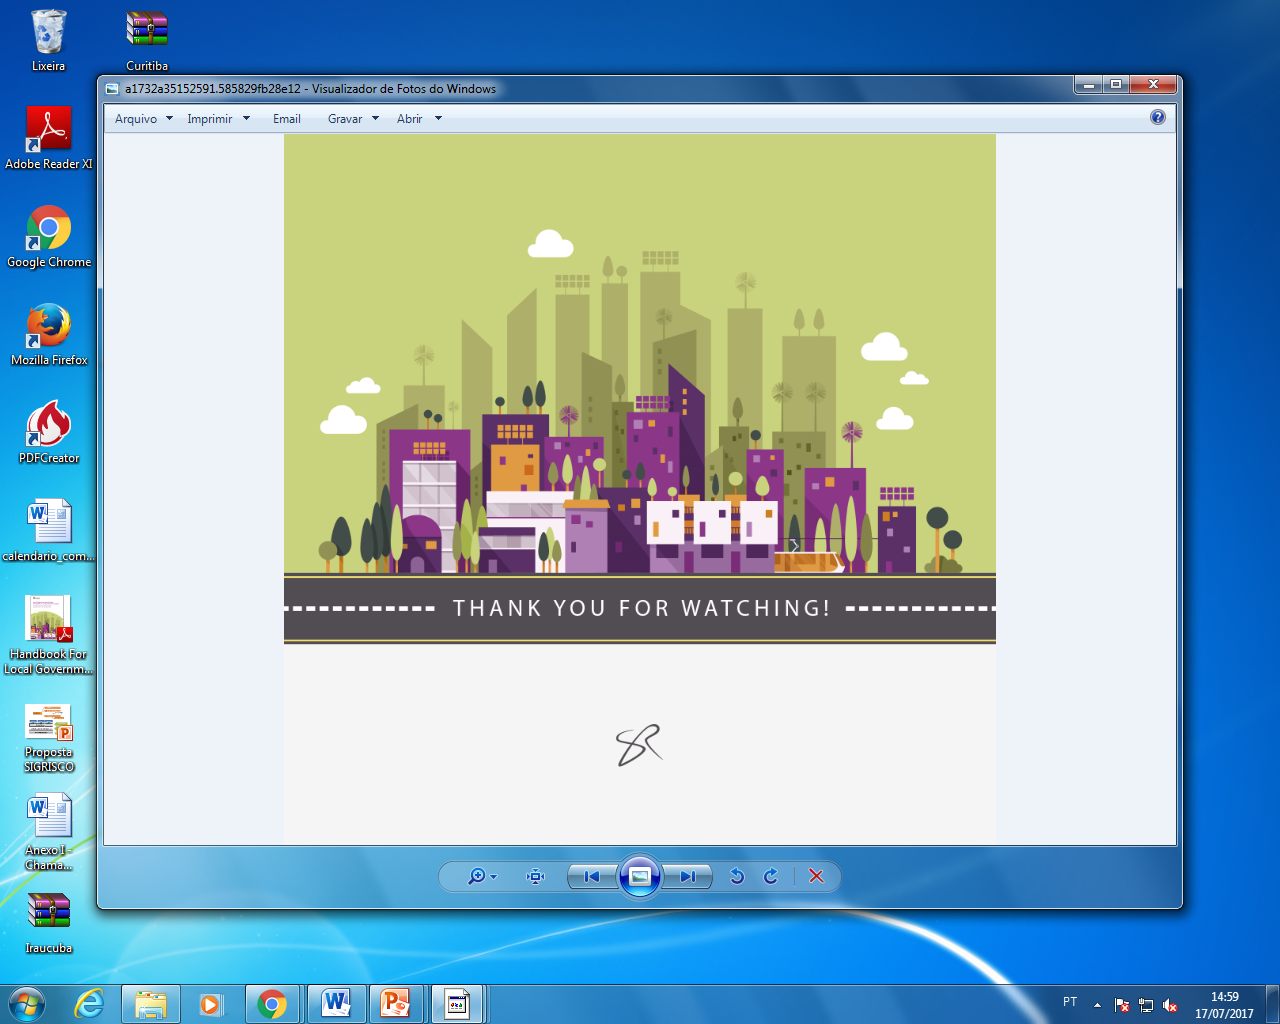 Lixeira
Curitiba
Adobe Reader XI
Google Chrome
Mozilla Firefox
PDFCreator
calendario_com...
Handbook For
Local Governm...
Proposta
SIGRISCO
Anexo I -
Chama...
Iraucuba
a1732a35152591.585829fb28e12 - Visualizador de Fotos do Windows
Arquivo Imprimir Email Gravar Abrir
THANK YOU FOR WATCHING!
SR
PT
14:59
17/07/2017